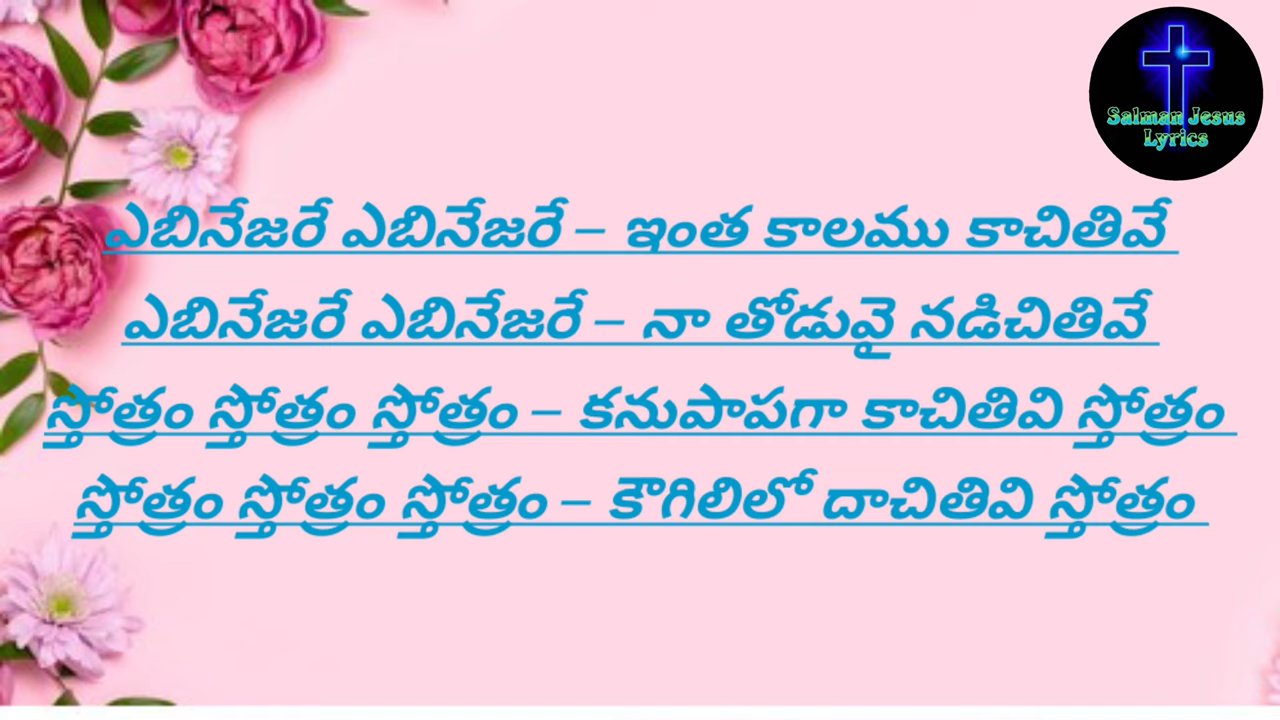 Salman Jesus
Lyrics
ఎబినేజరే ఎబినేజరే – ఇంత కాలము కాచితివే
ఎబినేజరే ఎబినేజరే – నా తోడువై నడిచితివే
స్తోత్రం స్తోత్రం స్తోత్రం – కనుపాపగా కాచితివి స్తోత్రం
స్తోత్రం స్తోత్రం స్తోత్రం – కౌగిలిలో దాచితివి స్తోత్రం